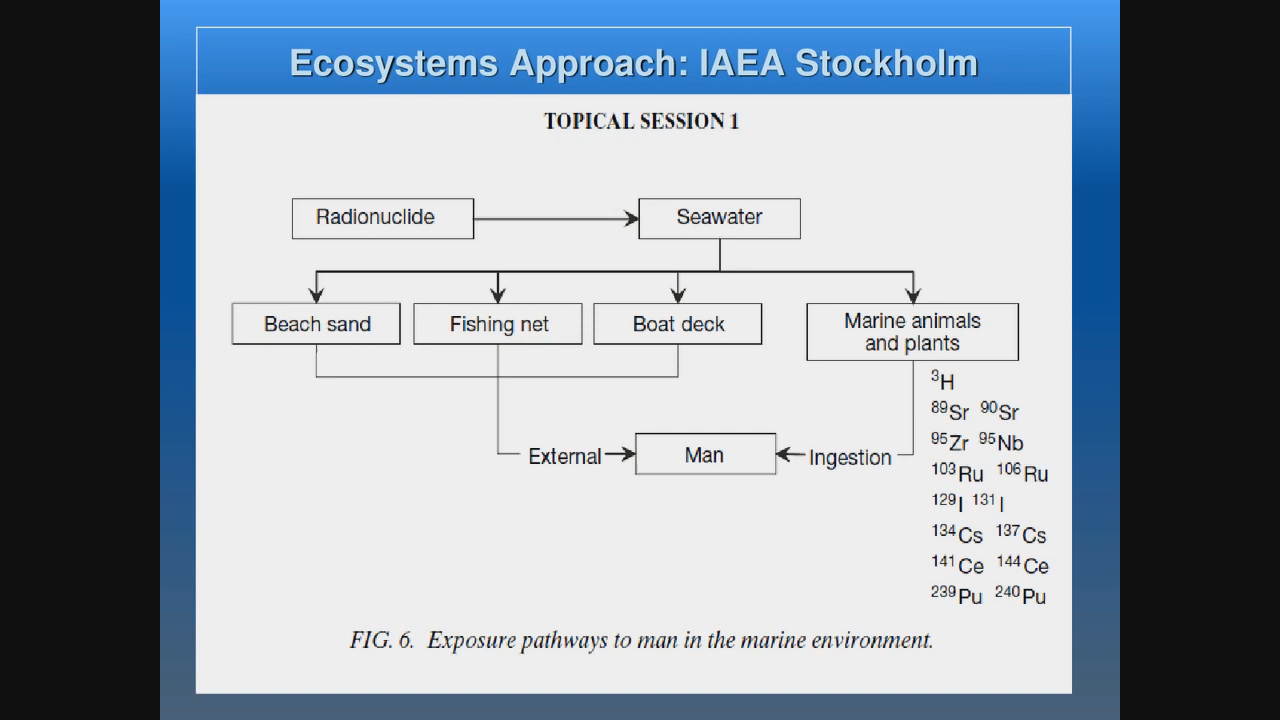 Ecosystems Approach: IAEA Stockholm
TOPICAL SESSION 1
Radionuclide
Seawater
Beach sand
Fishing net
Boat deck
Marine animals
and plants
³H
⁸⁹Sr ⁹⁰Sr
⁹⁵Zr ⁹⁵Nb
¹⁰³Ru ¹⁰⁶Ru
¹²⁹I ¹³¹I
¹³⁴Cs ¹³⁷Cs
¹⁴¹Ce ¹⁴⁴Ce
²³⁹Pu ²⁴⁰Pu
External
Man
Ingestion
FIG. 6. Exposure pathways to man in the marine environment.